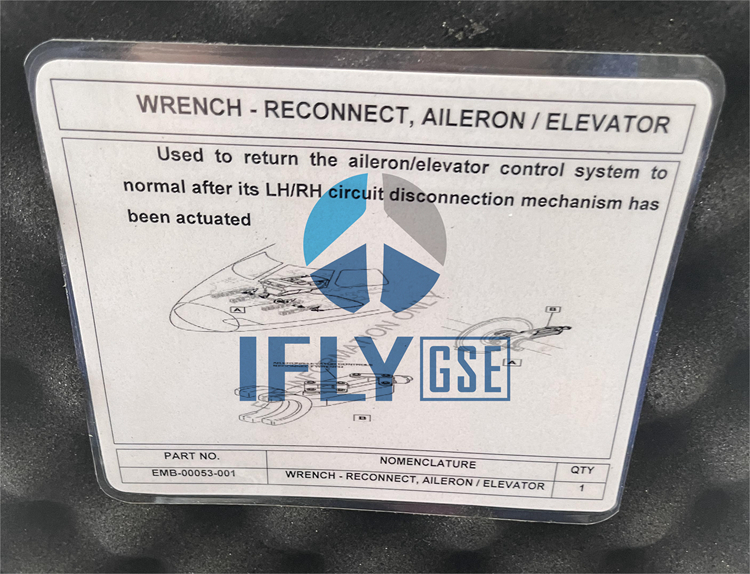 WRENCH - RECONNECT, AILERON / ELEVATOR
Used to return the aileron/elevator control system to
normal after its LH/RH circuit disconnection mechanism has
been actuated
A
B
A
INFORMATION ONLY
IFLY GSE
B
PART NO.
NOMENCLATURE
QTY
EMB-00053-001
WRENCH - RECONNECT, AILERON / ELEVATOR
1